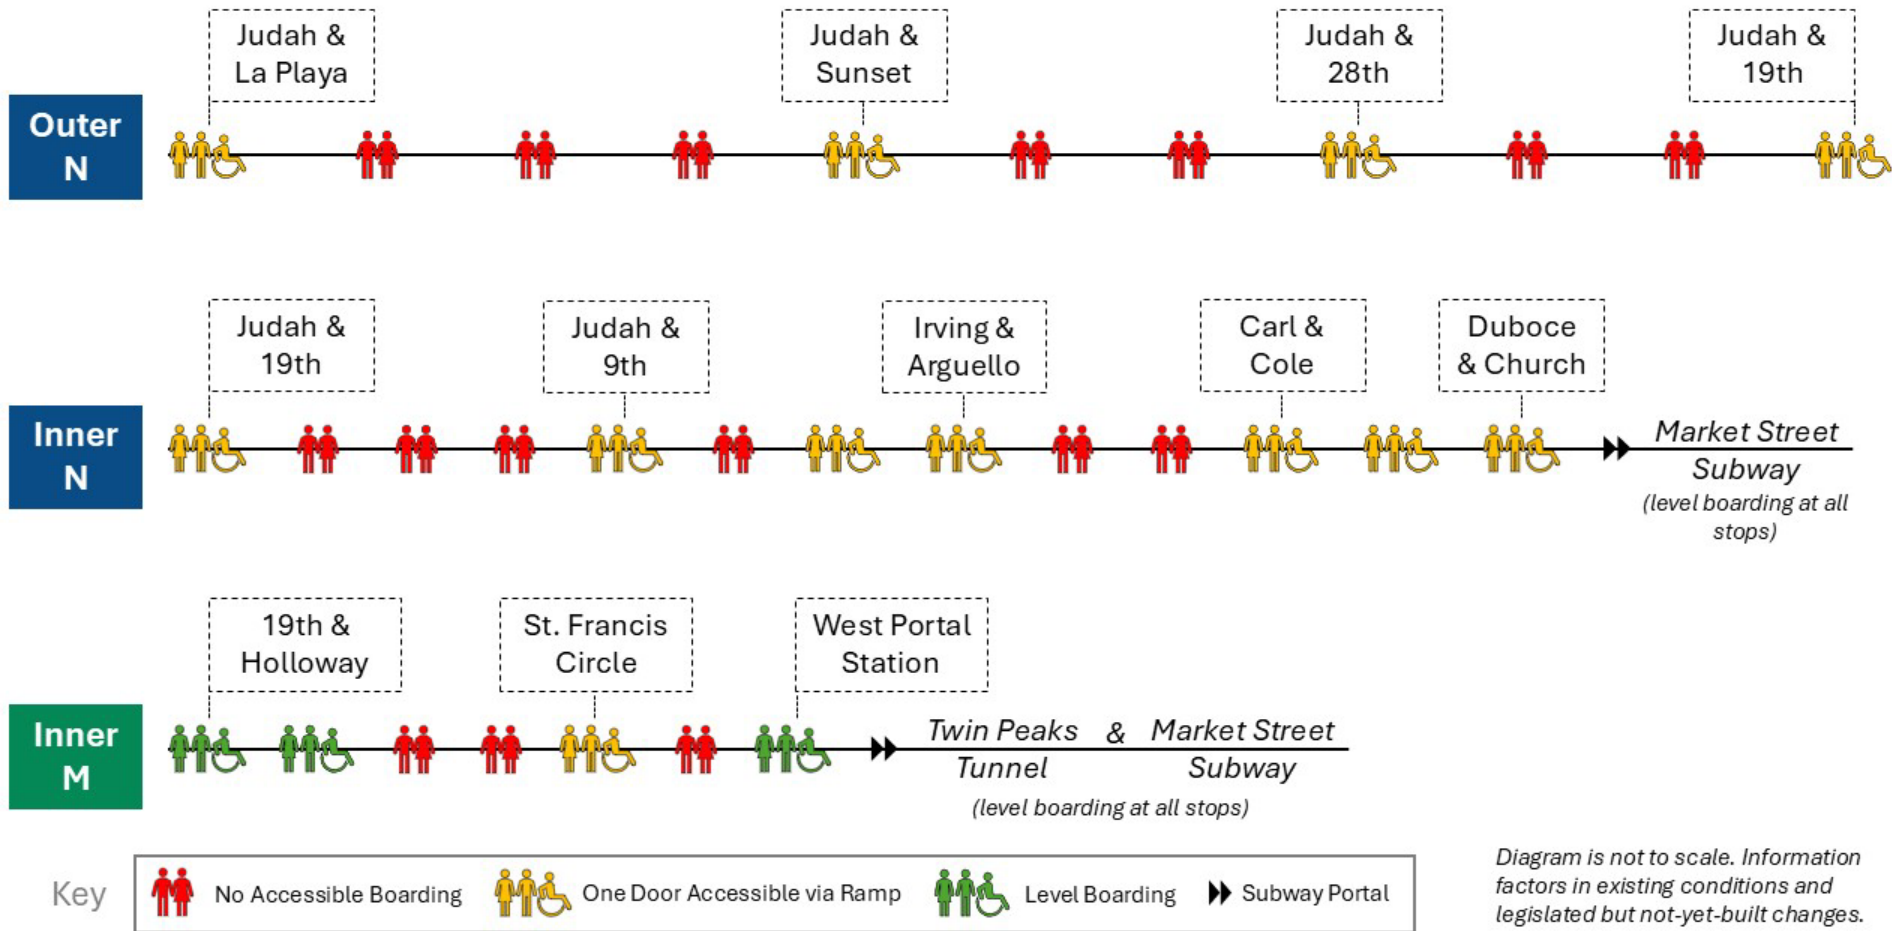 Judah &
La Playa
Judah &
Sunset
Judah &
28th
Judah &
19th
Outer
N
Judah &
19th
Judah &
9th
Irving &
Arguello
Carl &
Cole
Duboce
& Church
Inner
N
Market Street
Subway
(level boarding at all
stops)
19th &
Holloway
St. Francis
Circle
West Portal
Station
Inner
M
Twin Peaks & Market Street
Tunnel Subway
(level boarding at all stops)
Key
No Accessible Boarding
One Door Accessible via Ramp
Level Boarding
Subway Portal
Diagram is not to scale. Information
factors in existing conditions and
legislated but not-yet-built changes.